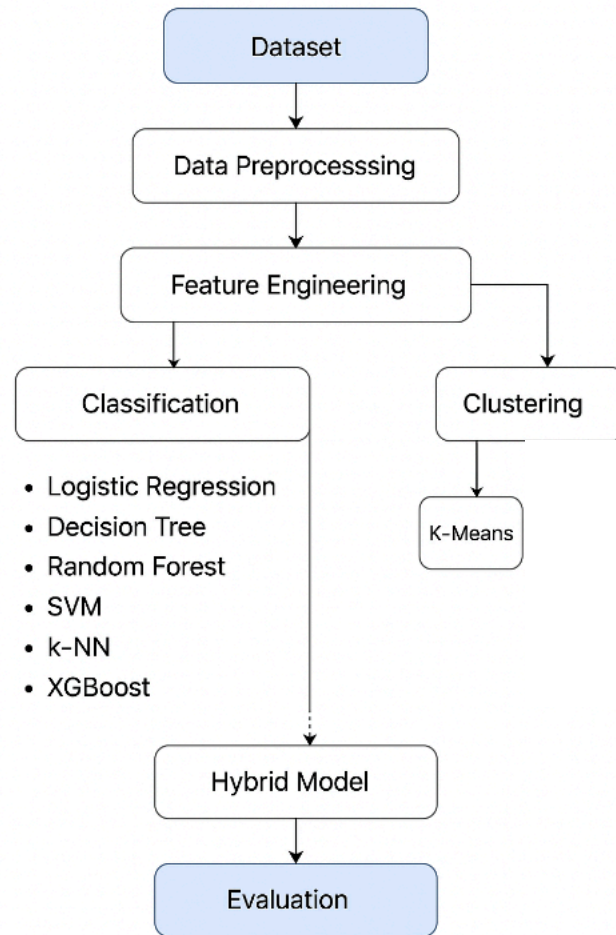 Dataset
Data Preprocesssing
Feature Engineering
Classification
Clustering
• Logistic Regression
• Decision Tree
• Random Forest
• SVM
• k-NN
• XGBoost
K-Means
Hybrid Model
Evaluation